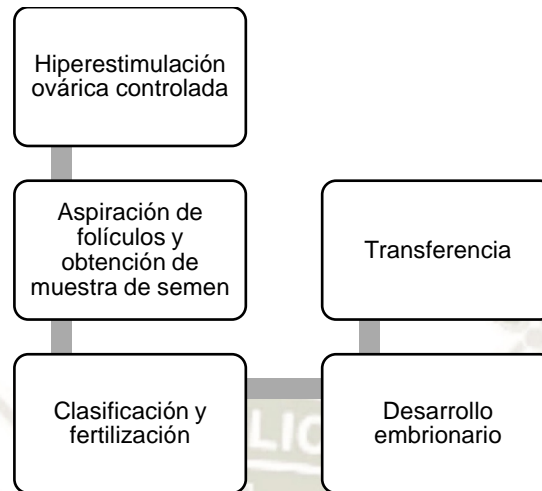 Hiperestimulación
ovárica controlada
Aspiración de
folículos y
obtención de
muestra de semen
Clasificación y
fertilización
Desarrollo
embrionario
Transferencia